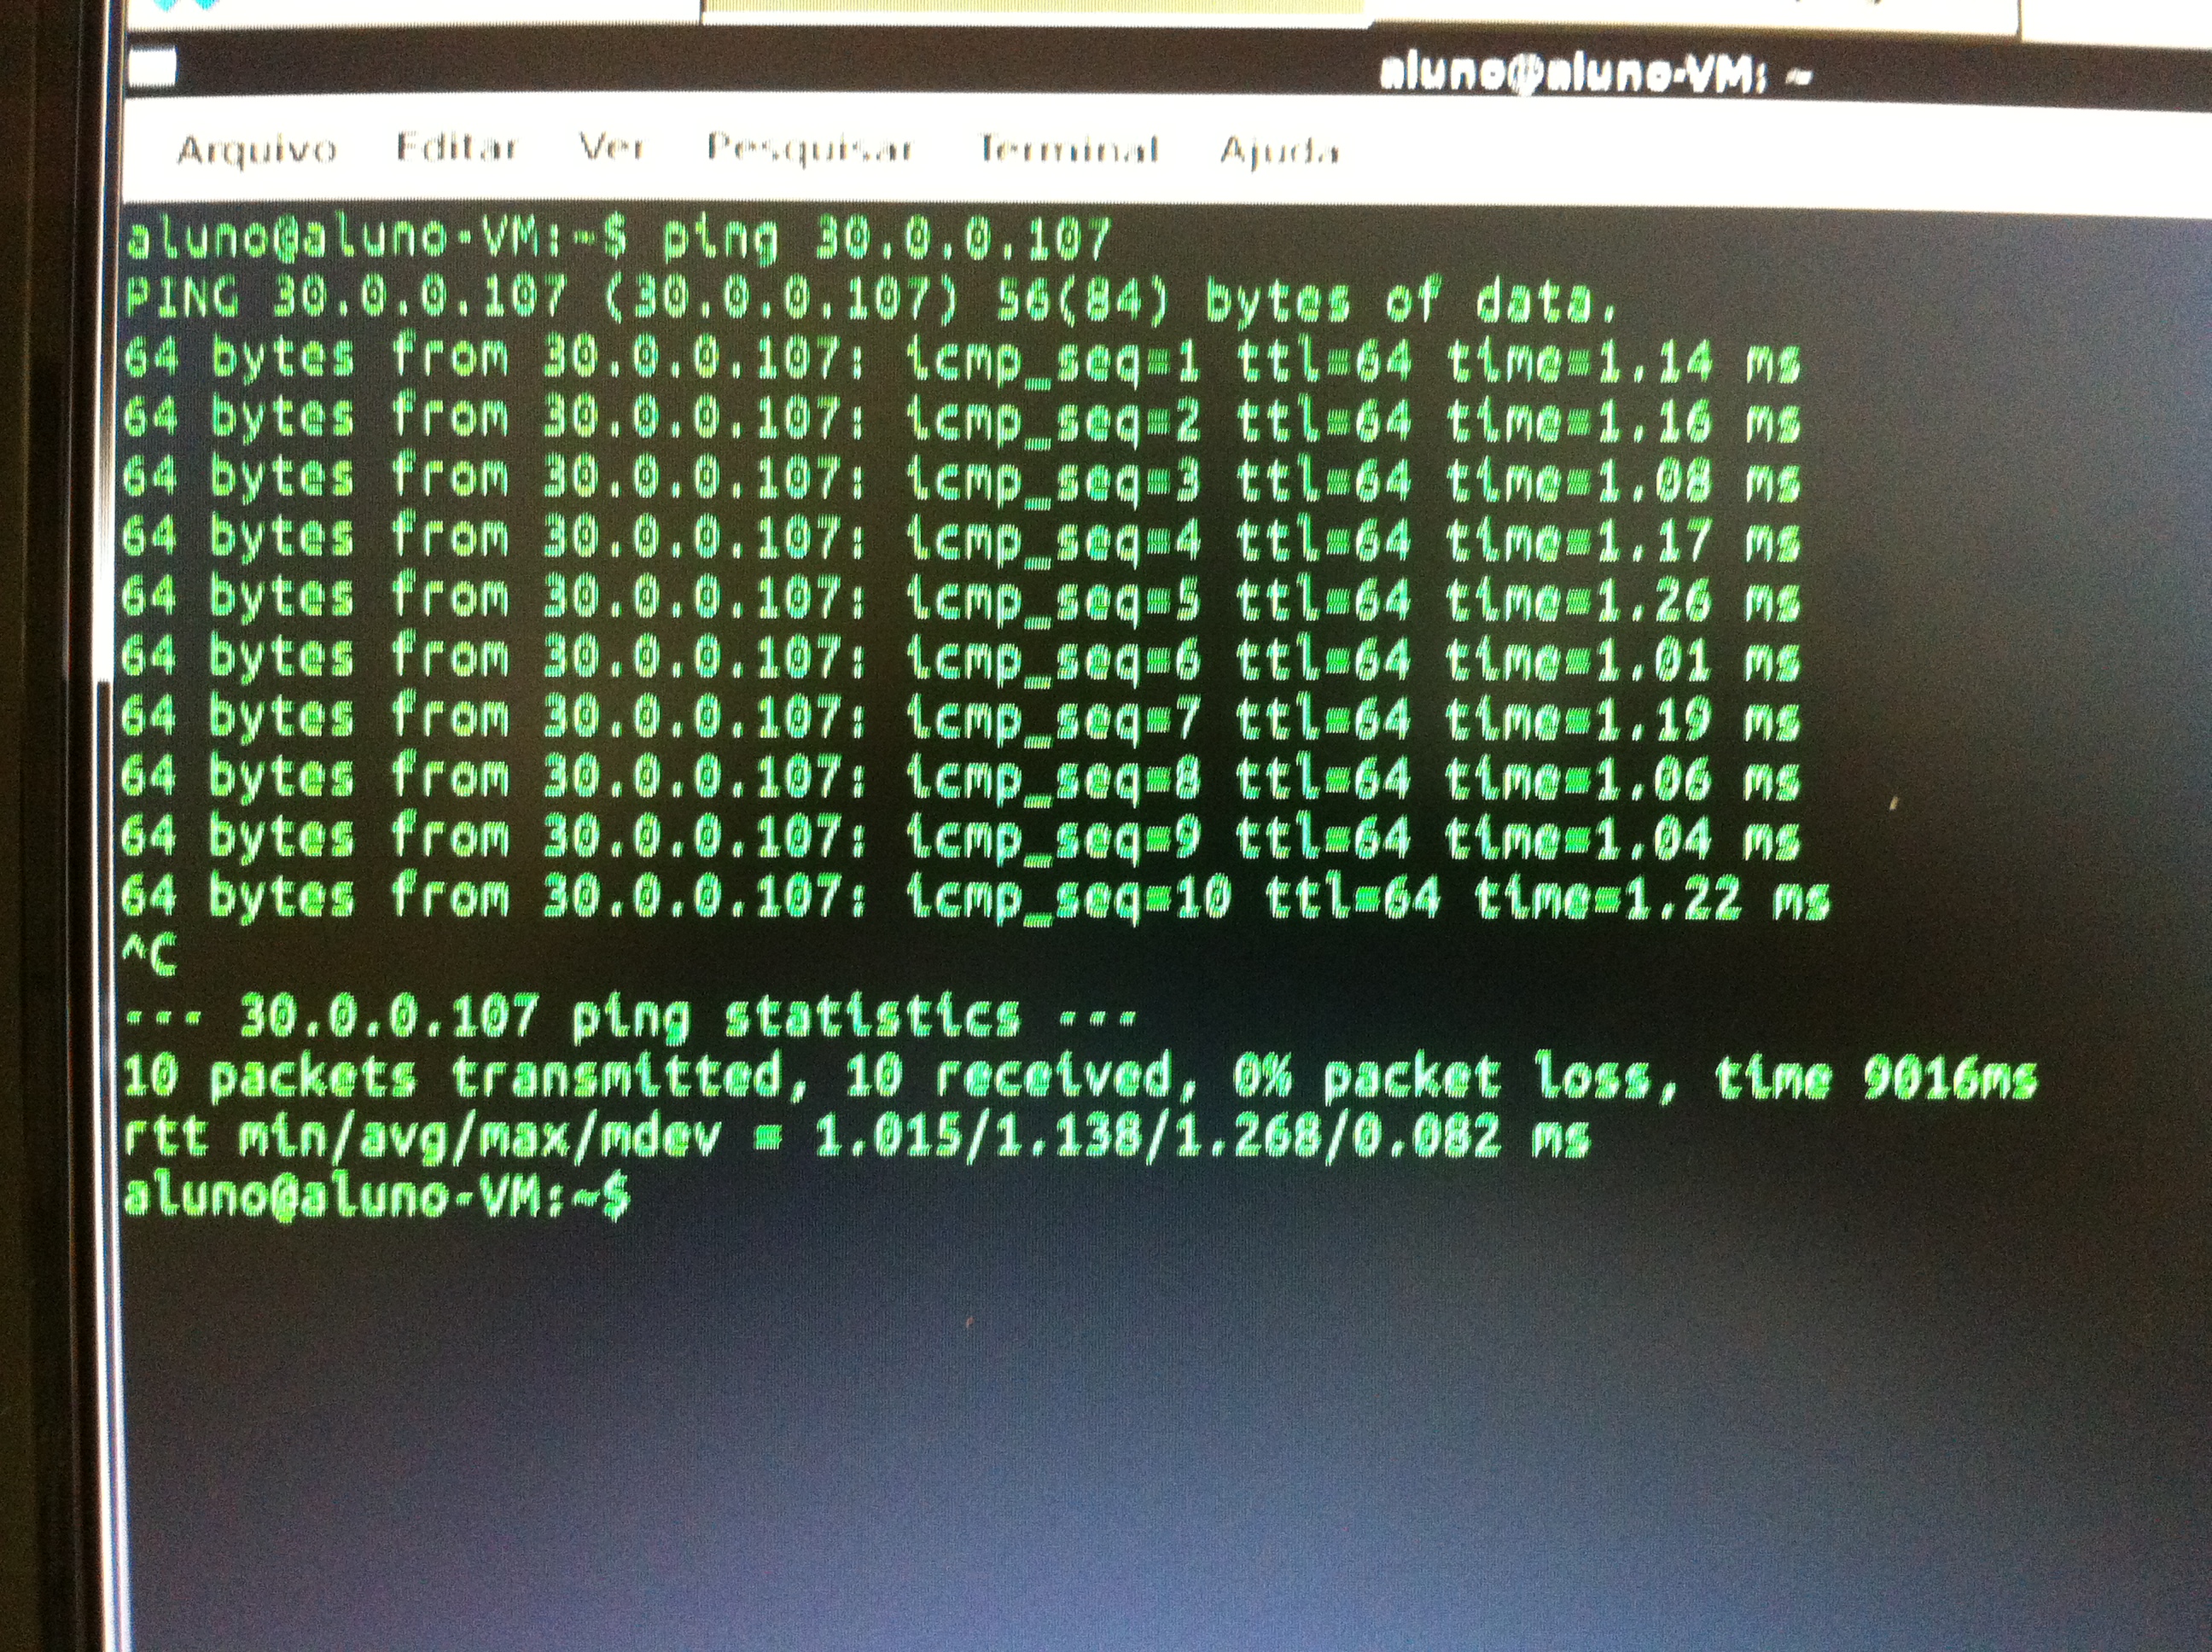 aluno@aluno-VM: ~
Arquivo Editar Ver Pesquisar Terminal Ajuda
aluno@aluno-VM:~$ ping 30.0.0.107
PING 30.0.0.107 (30.0.0.107) 56(84) bytes of data.
64 bytes from 30.0.0.107: icmp_seq=1 ttl=64 time=1.14 ms
64 bytes from 30.0.0.107: icmp_seq=2 ttl=64 time=1.16 ms
64 bytes from 30.0.0.107: icmp_seq=3 ttl=64 time=1.08 ms
64 bytes from 30.0.0.107: icmp_seq=4 ttl=64 time=1.17 ms
64 bytes from 30.0.0.107: icmp_seq=5 ttl=64 time=1.26 ms
64 bytes from 30.0.0.107: icmp_seq=6 ttl=64 time=1.01 ms
64 bytes from 30.0.0.107: icmp_seq=7 ttl=64 time=1.19 ms
64 bytes from 30.0.0.107: icmp_seq=8 ttl=64 time=1.06 ms
64 bytes from 30.0.0.107: icmp_seq=9 ttl=64 time=1.04 ms
64 bytes from 30.0.0.107: icmp_seq=10 ttl=64 time=1.22 ms
^C
--- 30.0.0.107 ping statistics ---
10 packets transmitted, 10 received, 0% packet loss, time 9016ms
rtt min/avg/max/mdev = 1.015/1.138/1.268/0.082 ms
aluno@aluno-VM:~$